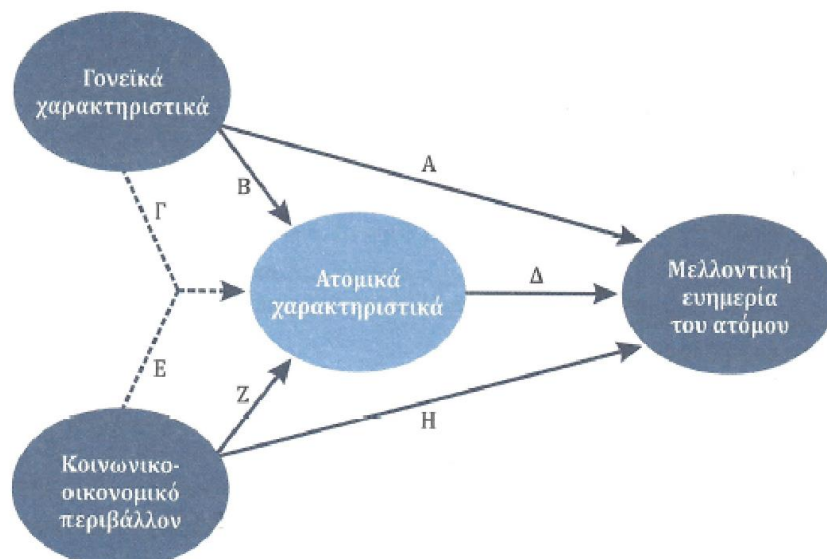 Γονεϊκά
χαρακτηριστικά
Α
Β
Γ
Ατομικά
χαρακτηριστικά
Δ
Μελλοντική
ευημερία
του ατόμου
Ε
Ζ
Η
Κοινωνικο-
οικονομικό
περιβάλλον